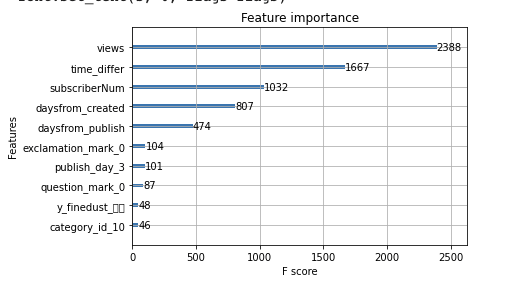 Feature importance
views
2388
time_differ
1667
subscriberNum
1032
daysfrom_created
807
daysfrom_publish
474
exclamation_mark_0
104
publish_day_3
101
question_mark_0
87
y_finedust_
48
category_id_10
46
Features
0 500 1000 1500 2000 2500
F score